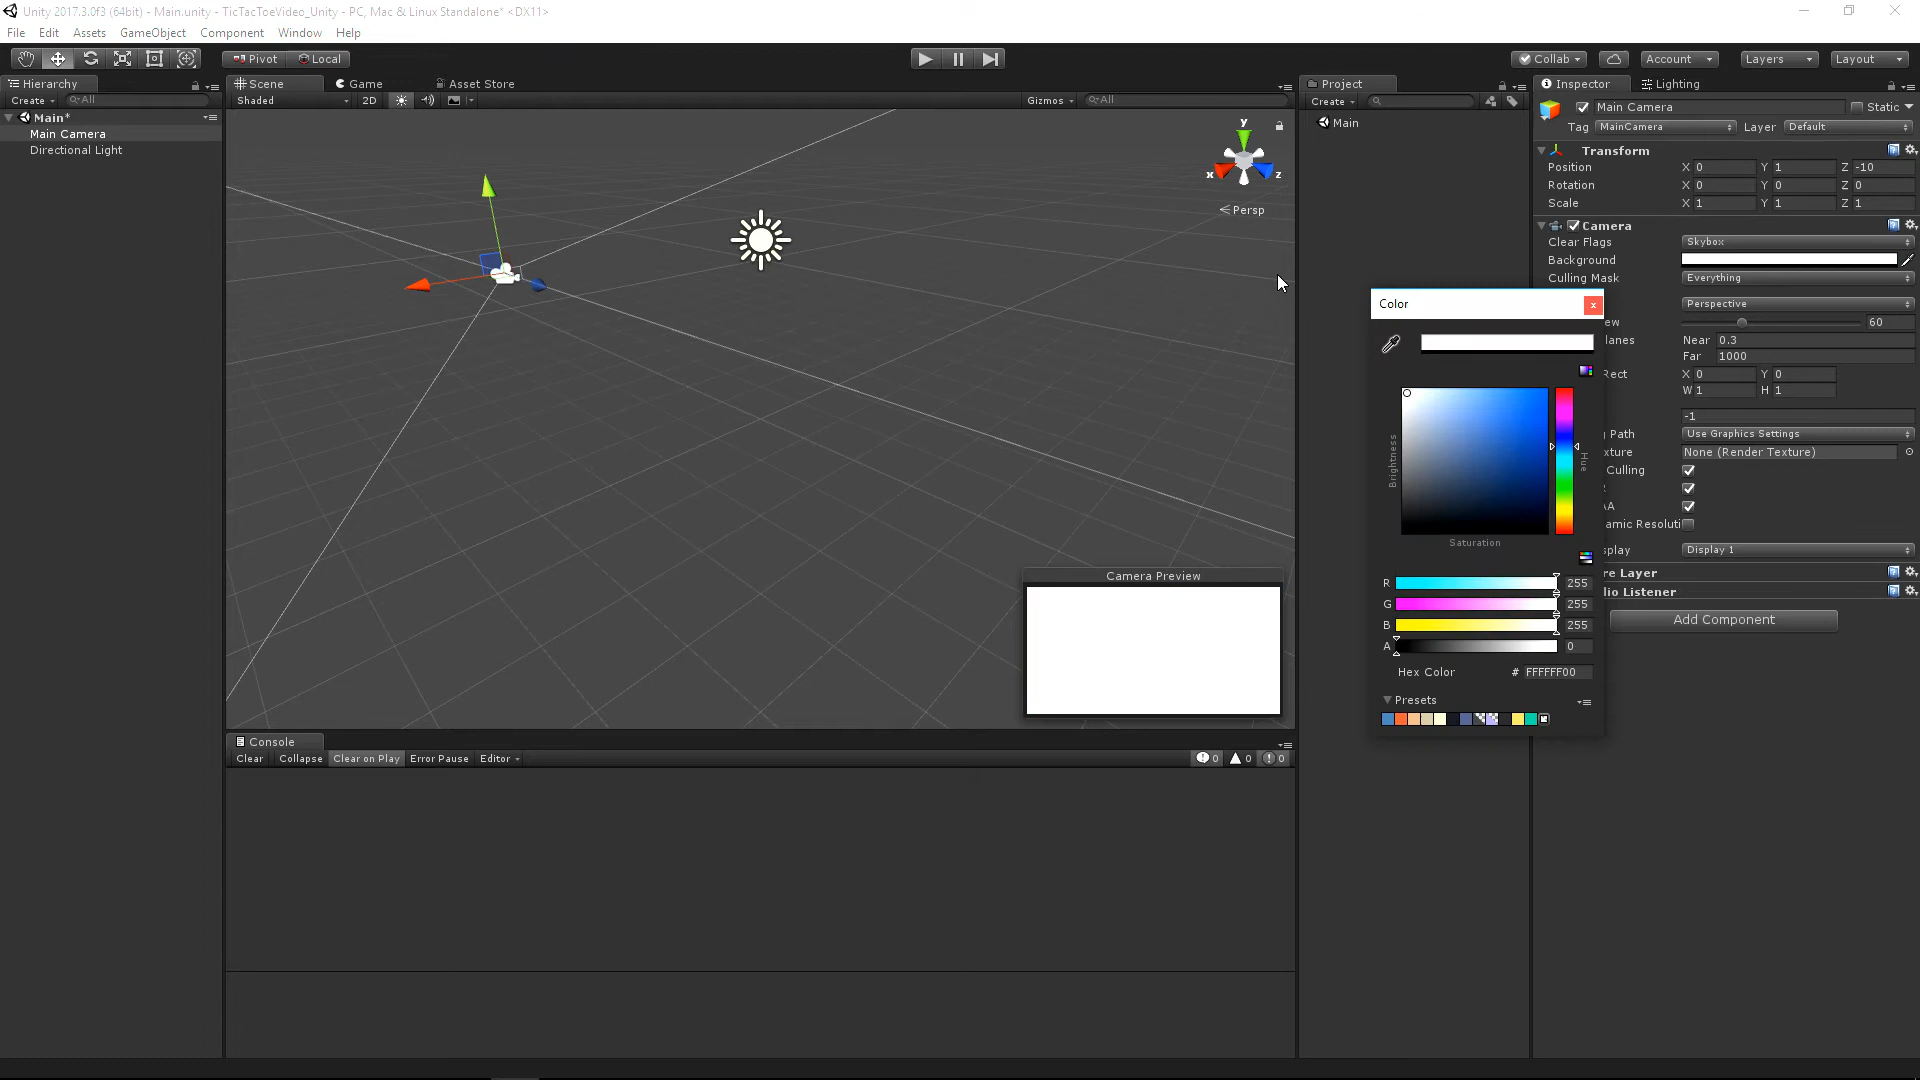 Unity 2017.3.0f3 (64bit) - Main.unity - TicTacToeVideo_Unity - PC, Mac & Linux Standalone* <DX11>
File Edit Assets GameObject Component Window Help
Pivot Local Collab Account Layers Layout
Hierarchy Scene Game Asset Store Project Inspector Lighting
Create All Shaded 2D Gizmos All Create Main Camera Static
Main*
Main Camera
Directional Light
Main
Tag MainCamera Layer Default
Transform
Position X 0 Y 1 Z -10
Rotation X 0 Y 0 Z 0
Scale X 1 Y 1 Z 1
y
x z
Persp
Camera
Clear Flags Skybox
Background
Culling Mask Everything
Perspective
ew 60
lanes Near 0.3
Far 1000
Rect X 0 Y 0
W 1 H 1
-1
g Path Use Graphics Settings
xture None (Render Texture)
Culling
R
AA
amic Resoluti
splay Display 1
re Layer
dio Listener
Add Component
Color
Brightness
Hue
Saturation
R 255
G 255
B 255
A 0
Hex Color # FFFFFF00
Presets
Camera Preview
Console
Clear Collapse Clear on Play Error Pause Editor 0 0 0